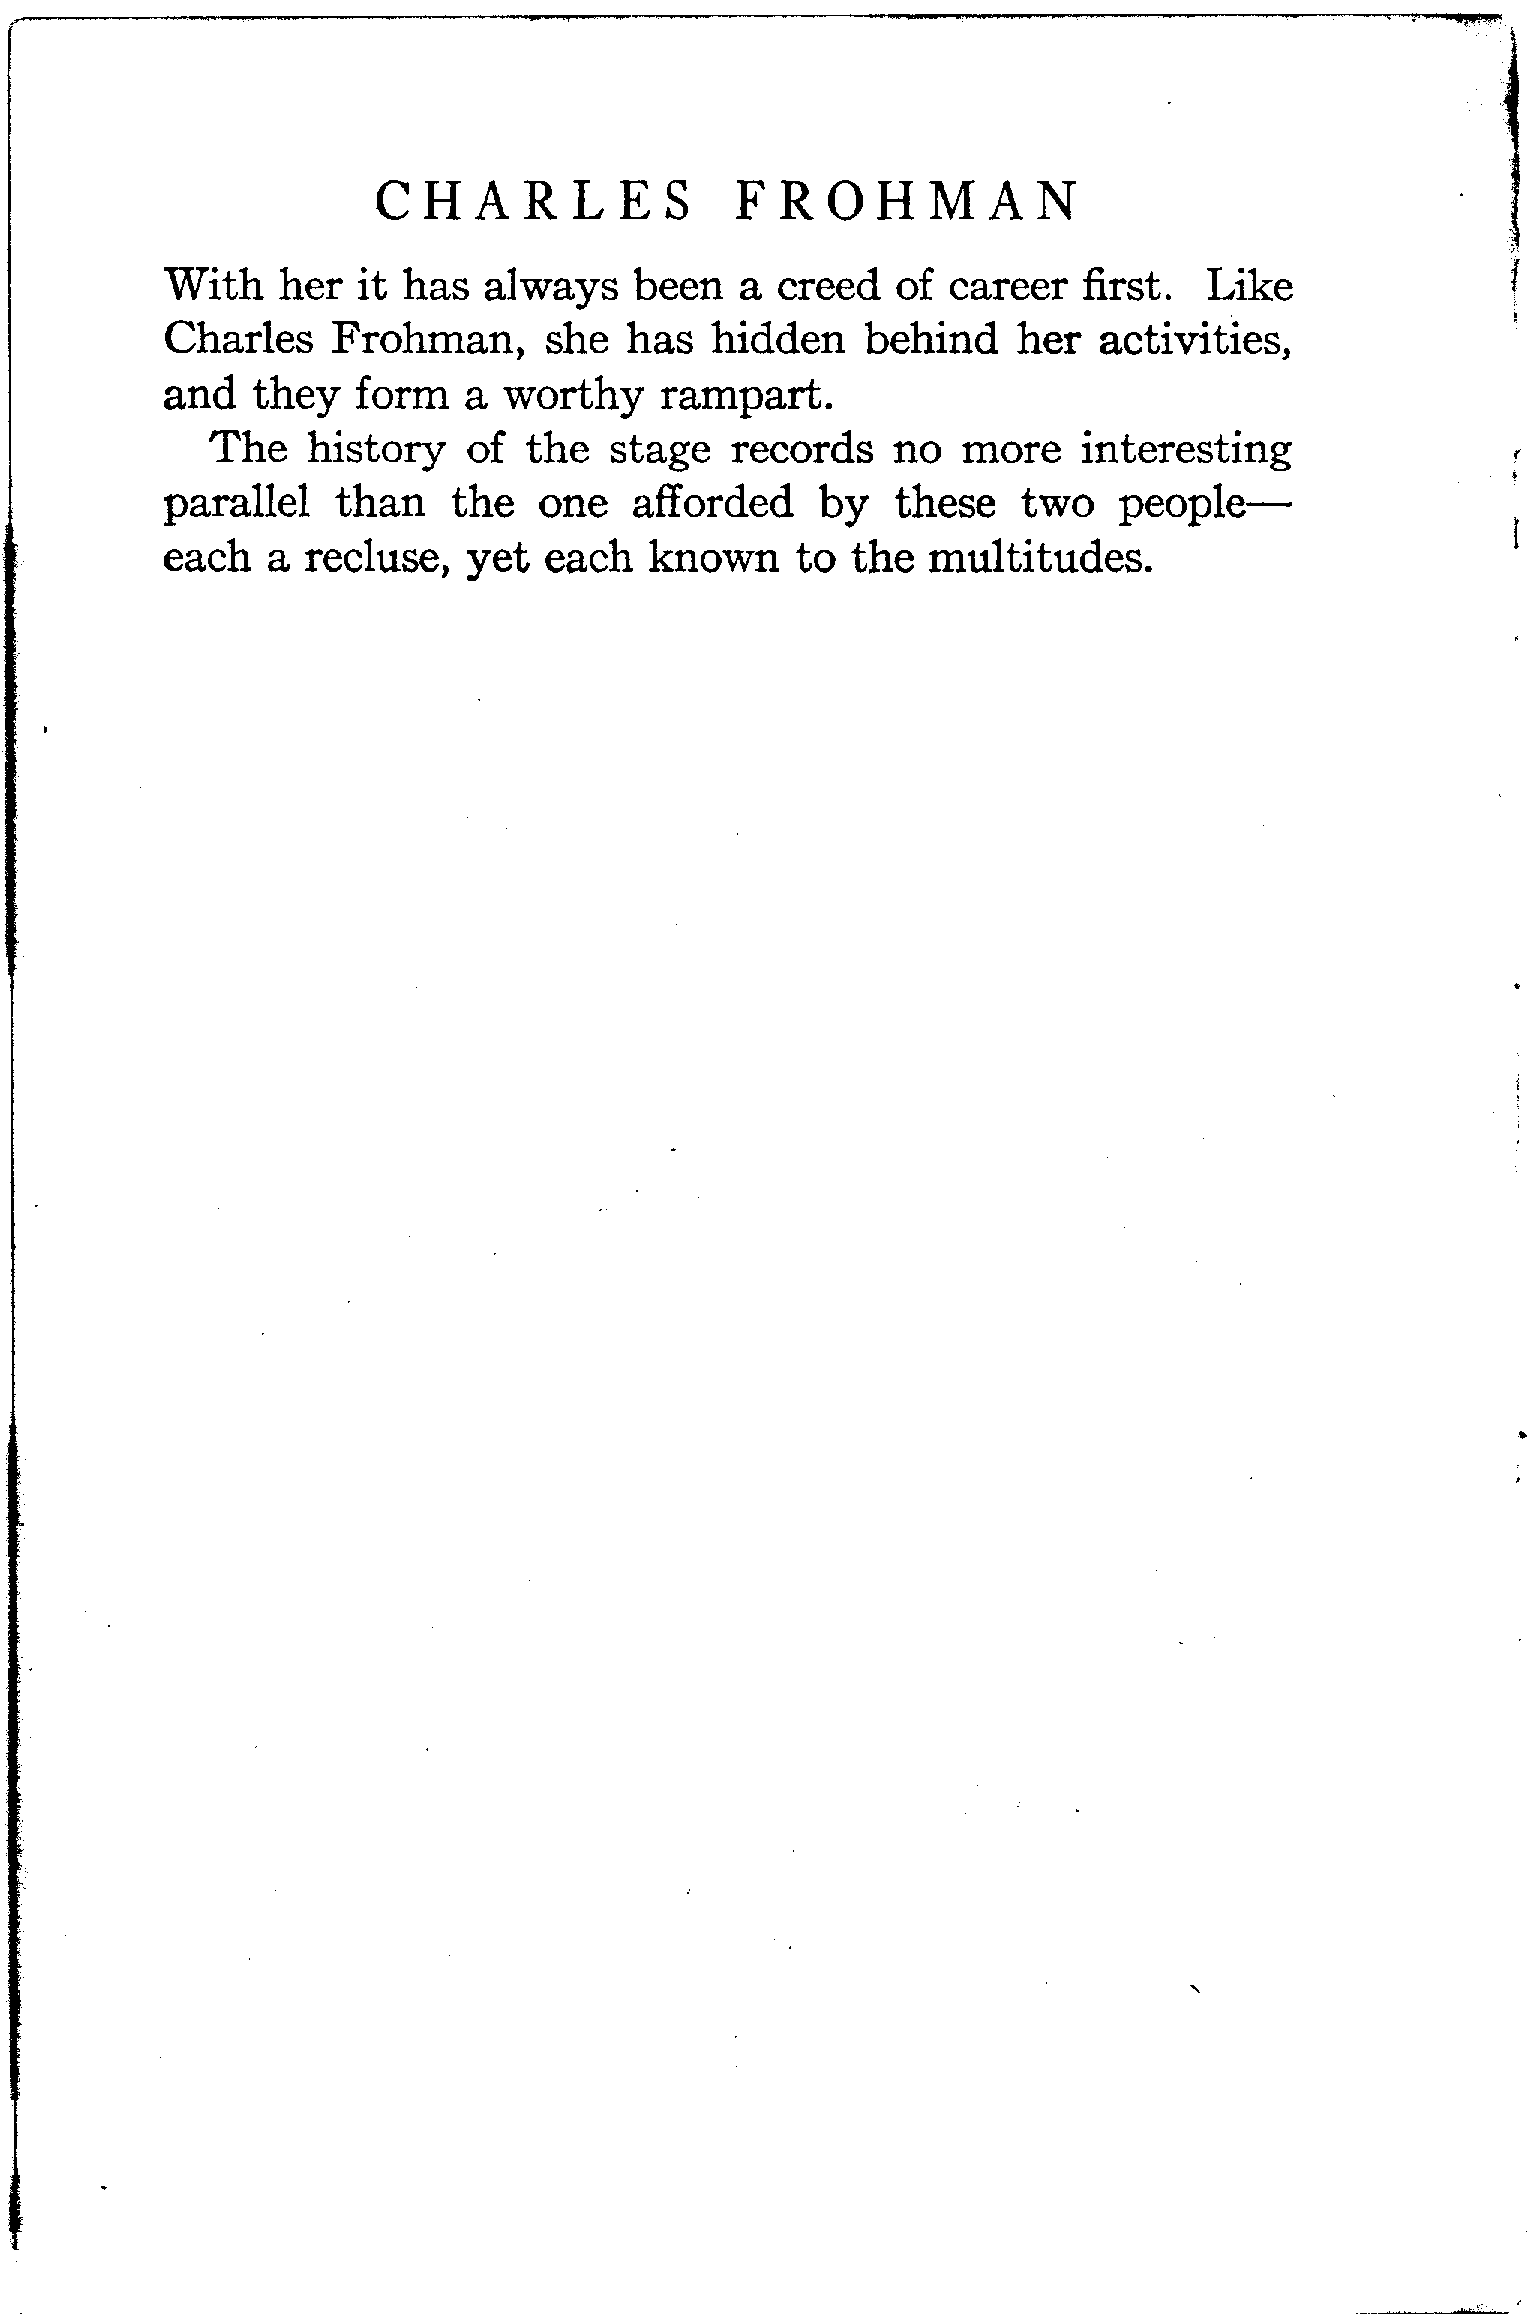 CHARLES FROHMAN
With her it has always been a creed of career first. Like
Charles Frohman, she has hidden behind her activities,
and they form a worthy rampart.
The history of the stage records no more interesting
parallel than the one afforded by these two people—
each a recluse, yet each known to the multitudes.